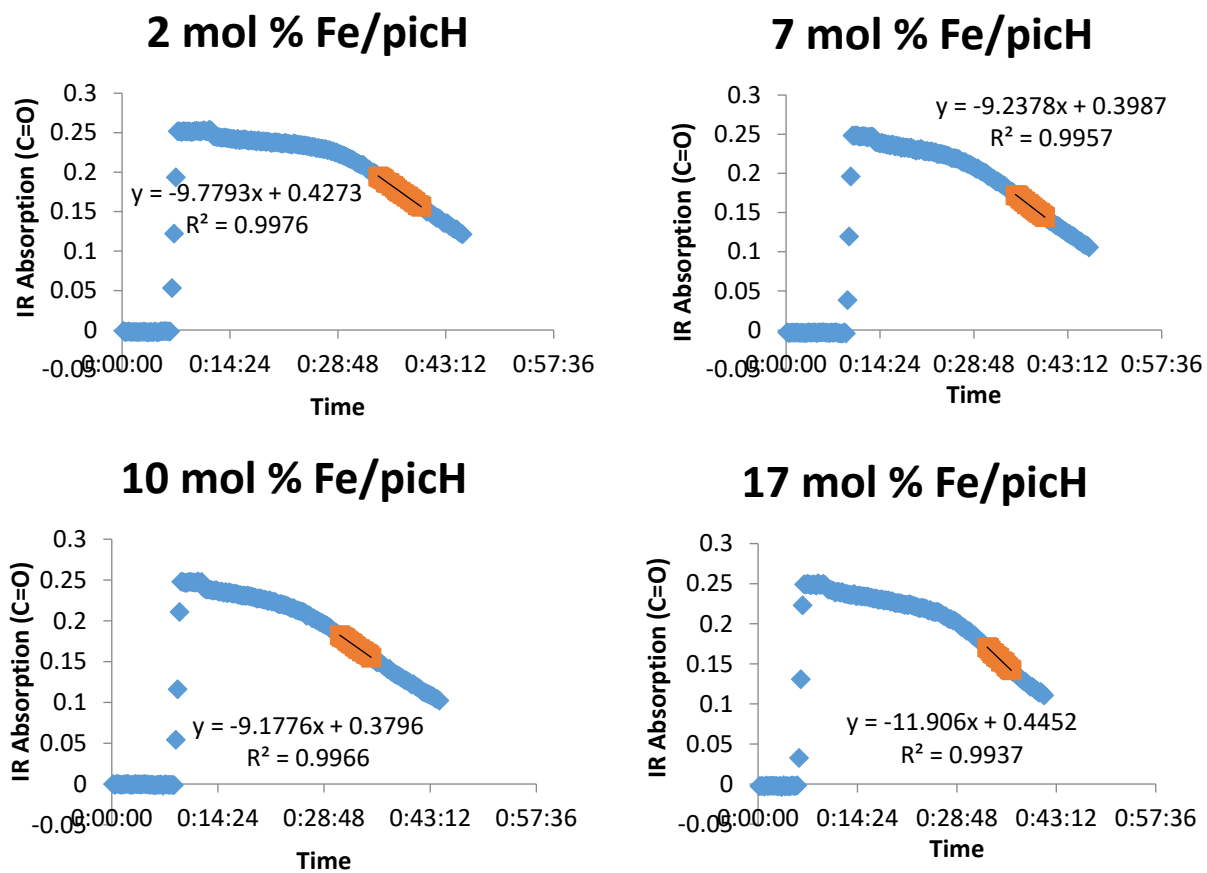 2 mol % Fe/picH
IR Absorption (C=O)
0.3
0.25
0.2
0.15
0.1
0.05
0
-0.05
y = -9.7793x + 0.4273
R² = 0.9976
0:00:00 0:14:24 0:28:48 0:43:12 0:57:36
Time
7 mol % Fe/picH
IR Absorption (C=O)
0.3
0.25
0.2
0.15
0.1
0.05
0
-0.05
y = -9.2378x + 0.3987
R² = 0.9957
0:00:00 0:14:24 0:28:48 0:43:12 0:57:36
Time
10 mol % Fe/picH
IR Absorption (C=O)
0.3
0.25
0.2
0.15
0.1
0.05
0
-0.05
y = -9.1776x + 0.3796
R² = 0.9966
0:00:00 0:14:24 0:28:48 0:43:12 0:57:36
Time
17 mol % Fe/picH
IR Absorption (C=O)
0.3
0.25
0.2
0.15
0.1
0.05
0
-0.05
y = -11.906x + 0.4452
R² = 0.9937
0:00:00 0:14:24 0:28:48 0:43:12 0:57:36
Time